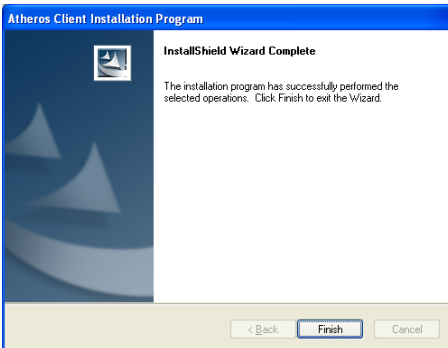 Atheros Client Installation Program
InstallShield Wizard Complete
The installation program has successfully performed the
selected operations.  Click Finish to exit the Wizard.
< Back
Finish
Cancel